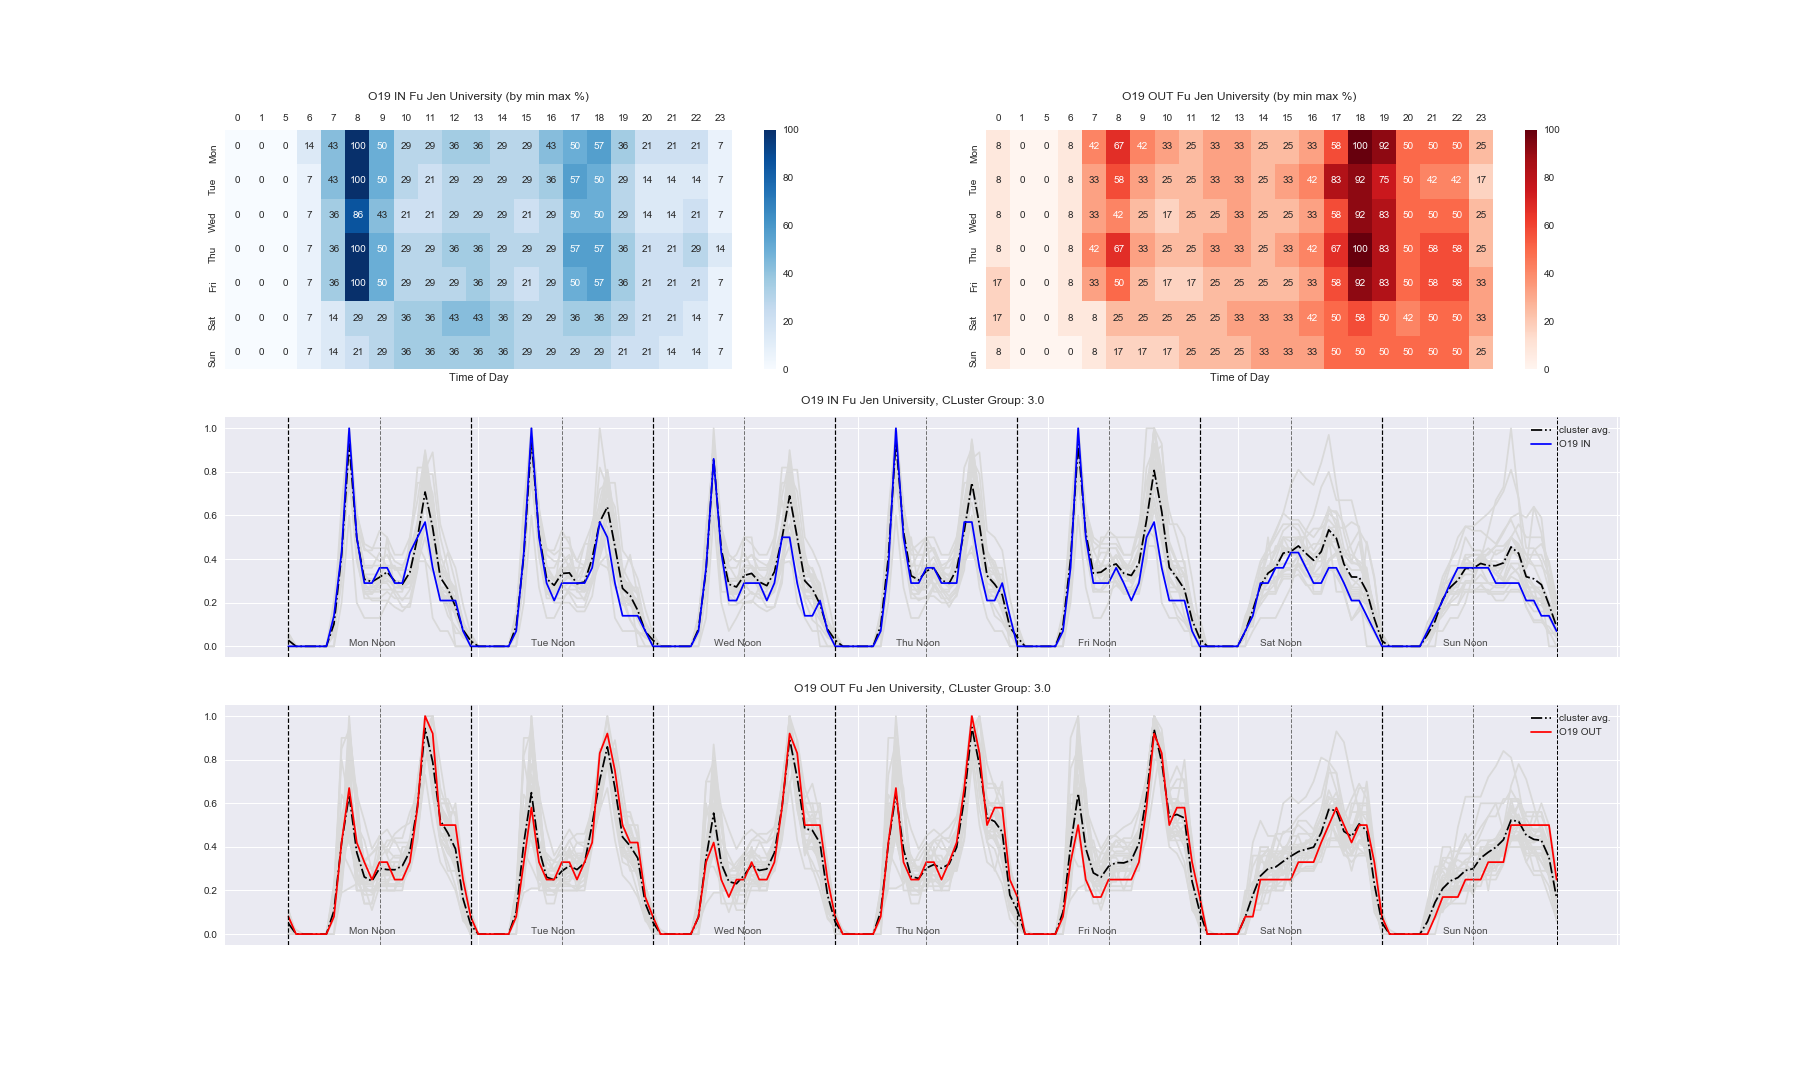 O19 IN Fu Jen University (by min max %)
0 1 5 6 7 8 9 10 11 12 13 14 15 16 17 18 19 20 21 22 23
Mon 0 0 0 14 43 100 50 29 29 36 36 29 29 43 50 57 36 21 21 21 7
Tue 0 0 0 7 43 100 50 29 21 29 29 29 29 36 57 50 29 14 14 14 7
Wed 0 0 0 7 36 86 43 21 21 29 29 29 21 29 50 50 29 14 14 21 7
Thu 0 0 0 7 36 100 50 29 29 36 36 29 29 29 57 57 36 21 21 29 14
Fri 0 0 0 7 36 100 50 29 29 29 36 29 21 29 50 57 36 21 21 21 7
Sat 0 0 0 7 14 29 29 36 36 43 43 36 29 29 36 36 29 21 21 14 7
Sun 0 0 0 7 14 21 29 36 36 36 36 36 29 29 29 29 21 21 14 14 7
Time of Day
100
80
60
40
20
0
O19 OUT Fu Jen University (by min max %)
0 1 5 6 7 8 9 10 11 12 13 14 15 16 17 18 19 20 21 22 23
Mon 8 0 0 8 42 67 42 33 25 33 33 25 25 33 58 100 92 50 50 50 25
Tue 8 0 0 8 33 58 33 25 25 33 33 25 33 42 83 92 75 50 42 42 17
Wed 8 0 0 8 33 42 25 17 25 25 33 25 25 33 58 92 83 50 50 50 25
Thu 8 0 0 8 42 67 33 25 25 33 33 25 33 42 67 100 83 50 58 58 25
Fri 17 0 0 8 33 50 25 17 17 25 25 25 25 33 58 92 83 50 58 58 33
Sat 17 0 0 8 8 25 25 25 25 25 33 33 33 42 50 58 50 42 50 50 33
Sun 8 0 0 0 8 17 17 17 25 25 25 33 33 33 50 50 50 50 50 50 25
Time of Day
100
80
60
40
20
0
O19 IN Fu Jen University, CLuster Group: 3.0
1.0
0.8
0.6
0.4
0.2
0.0
cluster avg.
O19 IN
Mon Noon Tue Noon Wed Noon Thu Noon Fri Noon Sat Noon Sun Noon
O19 OUT Fu Jen University, CLuster Group: 3.0
1.0
0.8
0.6
0.4
0.2
0.0
cluster avg.
O19 OUT
Mon Noon Tue Noon Wed Noon Thu Noon Fri Noon Sat Noon Sun Noon